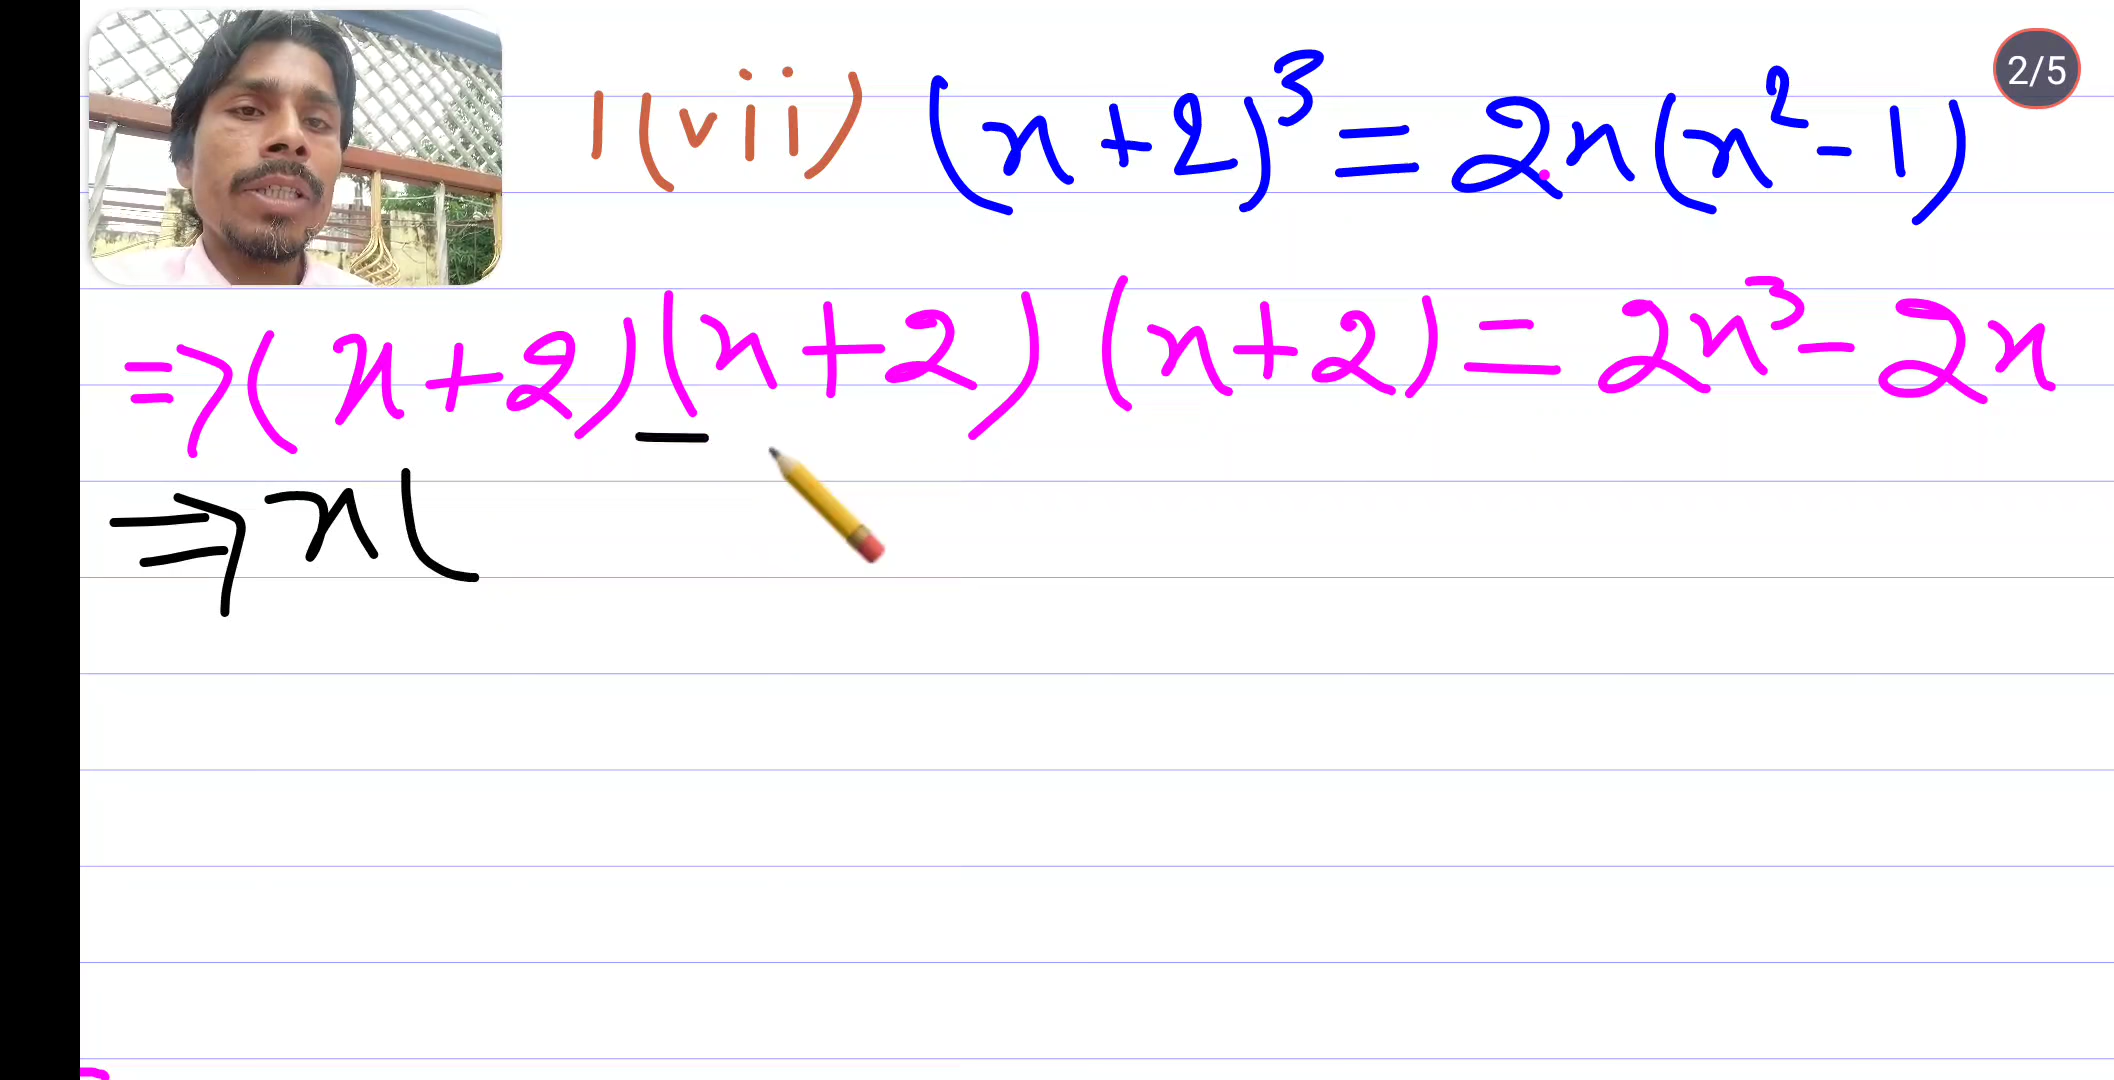 1(vii) (x+2)³ = 2x(x²-1)
2/5
⇒ (x+2)(x+2)(x+2) = 2x³-2x
⇒ x(